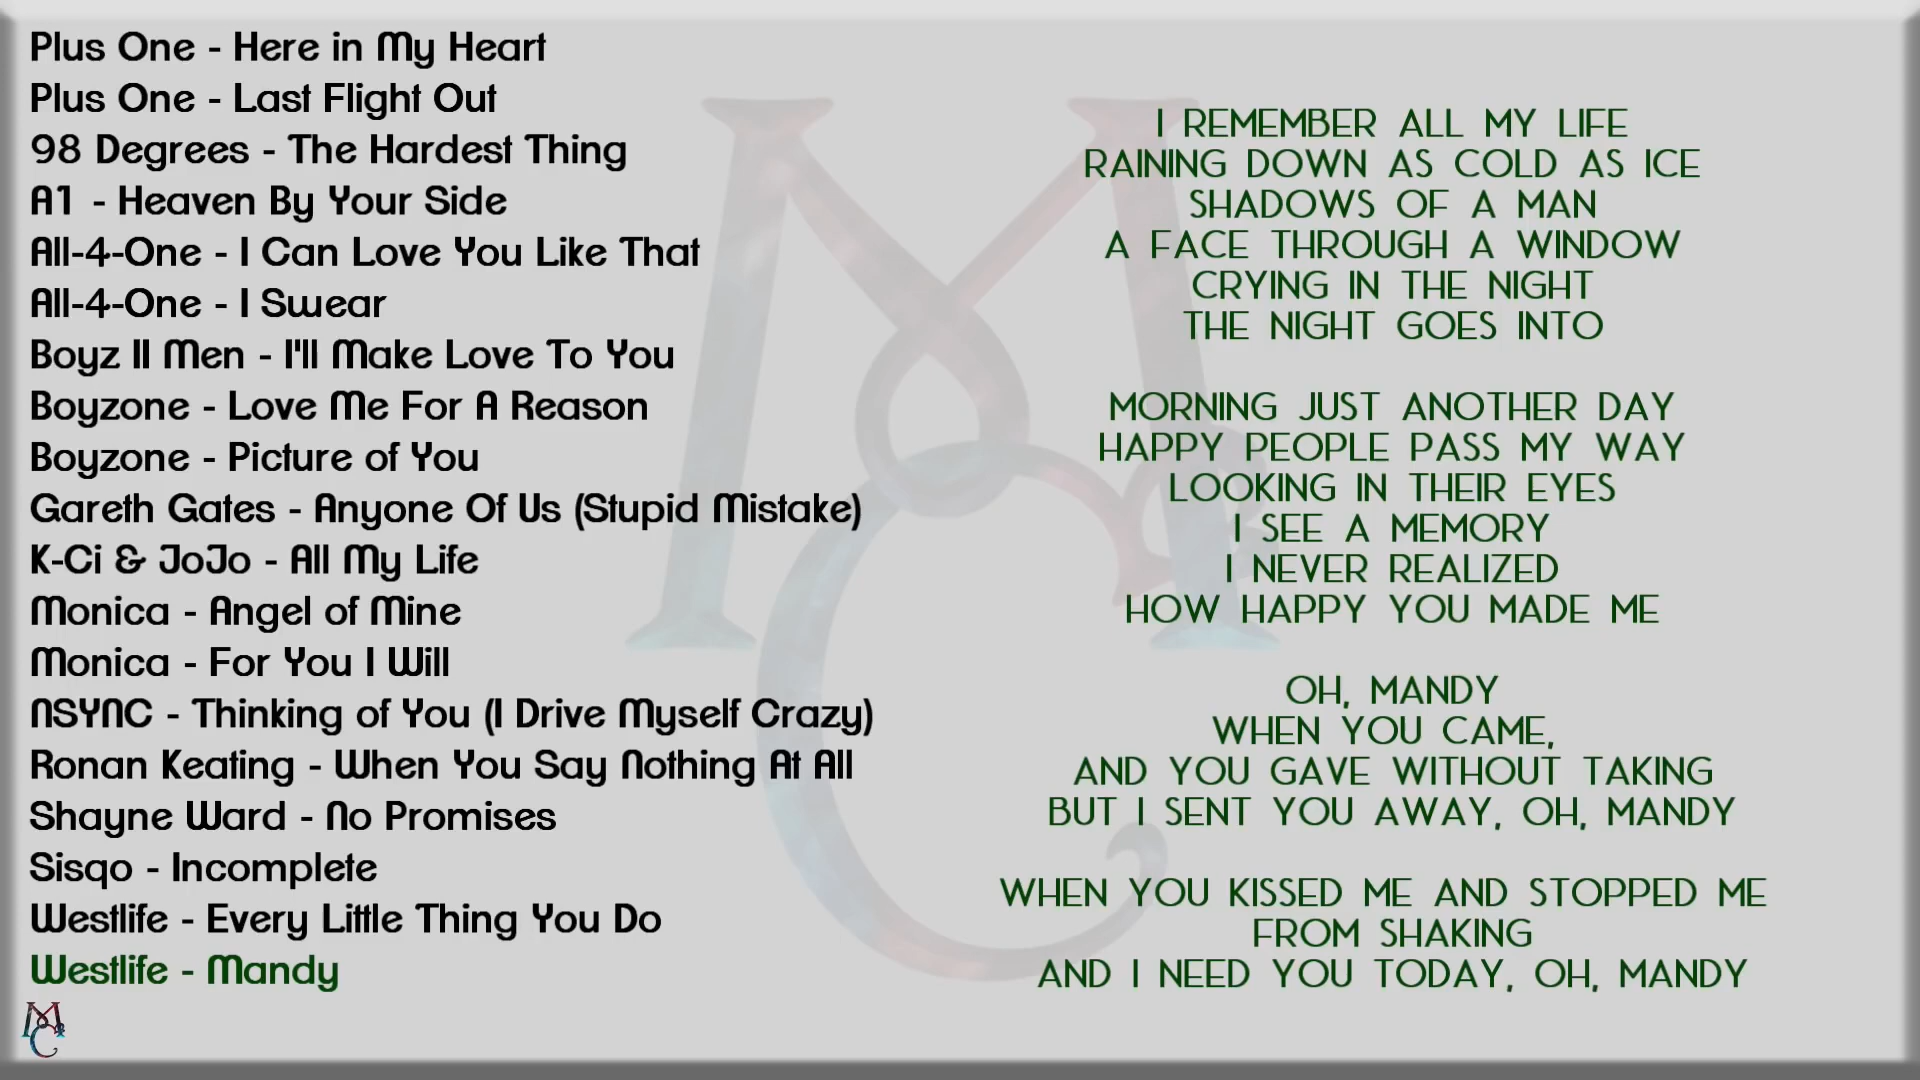 Plus One - Here in My Heart
Plus One - Last Flight Out
98 Degrees - The Hardest Thing
A1 - Heaven By Your Side
All-4-One - I Can Love You Like That
All-4-One - I Swear
Boyz II Men - I'll Make Love To You
Boyzone - Love Me For A Reason
Boyzone - Picture of You
Gareth Gates - Anyone Of Us (Stupid Mistake)
K-Ci & JoJo - All My Life
Monica - Angel of Mine
Monica - For You I Will
NSYNC - Thinking of You (I Drive Myself Crazy)
Ronan Keating - When You Say Nothing At All
Shayne Ward - No Promises
Sisqo - Incomplete
Westlife - Every Little Thing You Do
Westlife - Mandy
I REMEMBER ALL MY LIFE
RAINING DOWN AS COLD AS ICE
SHADOWS OF A MAN
A FACE THROUGH A WINDOW
CRYING IN THE NIGHT
THE NIGHT GOES INTO
MORNING JUST ANOTHER DAY
HAPPY PEOPLE PASS MY WAY
LOOKING IN THEIR EYES
I SEE A MEMORY
I NEVER REALIZED
HOW HAPPY YOU MADE ME
OH, MANDY
WHEN YOU CAME,
AND YOU GAVE WITHOUT TAKING
BUT I SENT YOU AWAY, OH, MANDY
WHEN YOU KISSED ME AND STOPPED ME
FROM SHAKING
AND I NEED YOU TODAY, OH, MANDY
MC